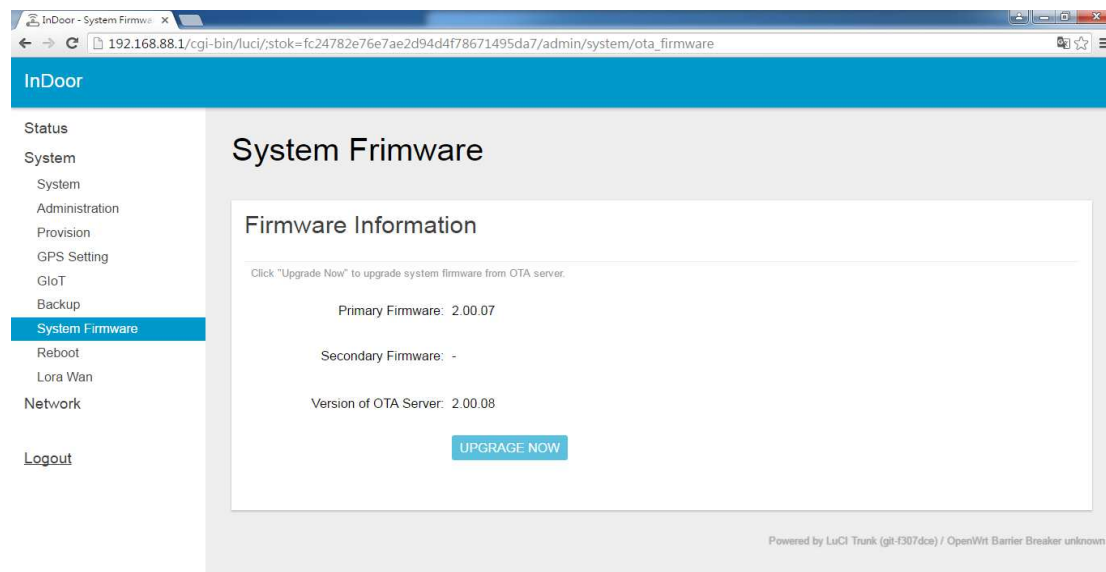 InDoor - System Firmwa
192.168.88.1/cgi-bin/luci/;stok=fc24782e76e7ae2d94d4f78671495da7/admin/system/ota_firmware
InDoor
Status
System
System
Administration
Provision
GPS Setting
GIoT
Backup
System Firmware
Reboot
Lora Wan
Network
Logout
System Frimware
Firmware Information
Click "Upgrade Now" to upgrade system firmware from OTA server.
Primary Firmware: 2.00.07
Secondary Firmware: -
Version of OTA Server: 2.00.08
UPGRAGE NOW
Powered by LuCI Trunk (git-f307dce) / OpenWrt Barrier Breaker unknown